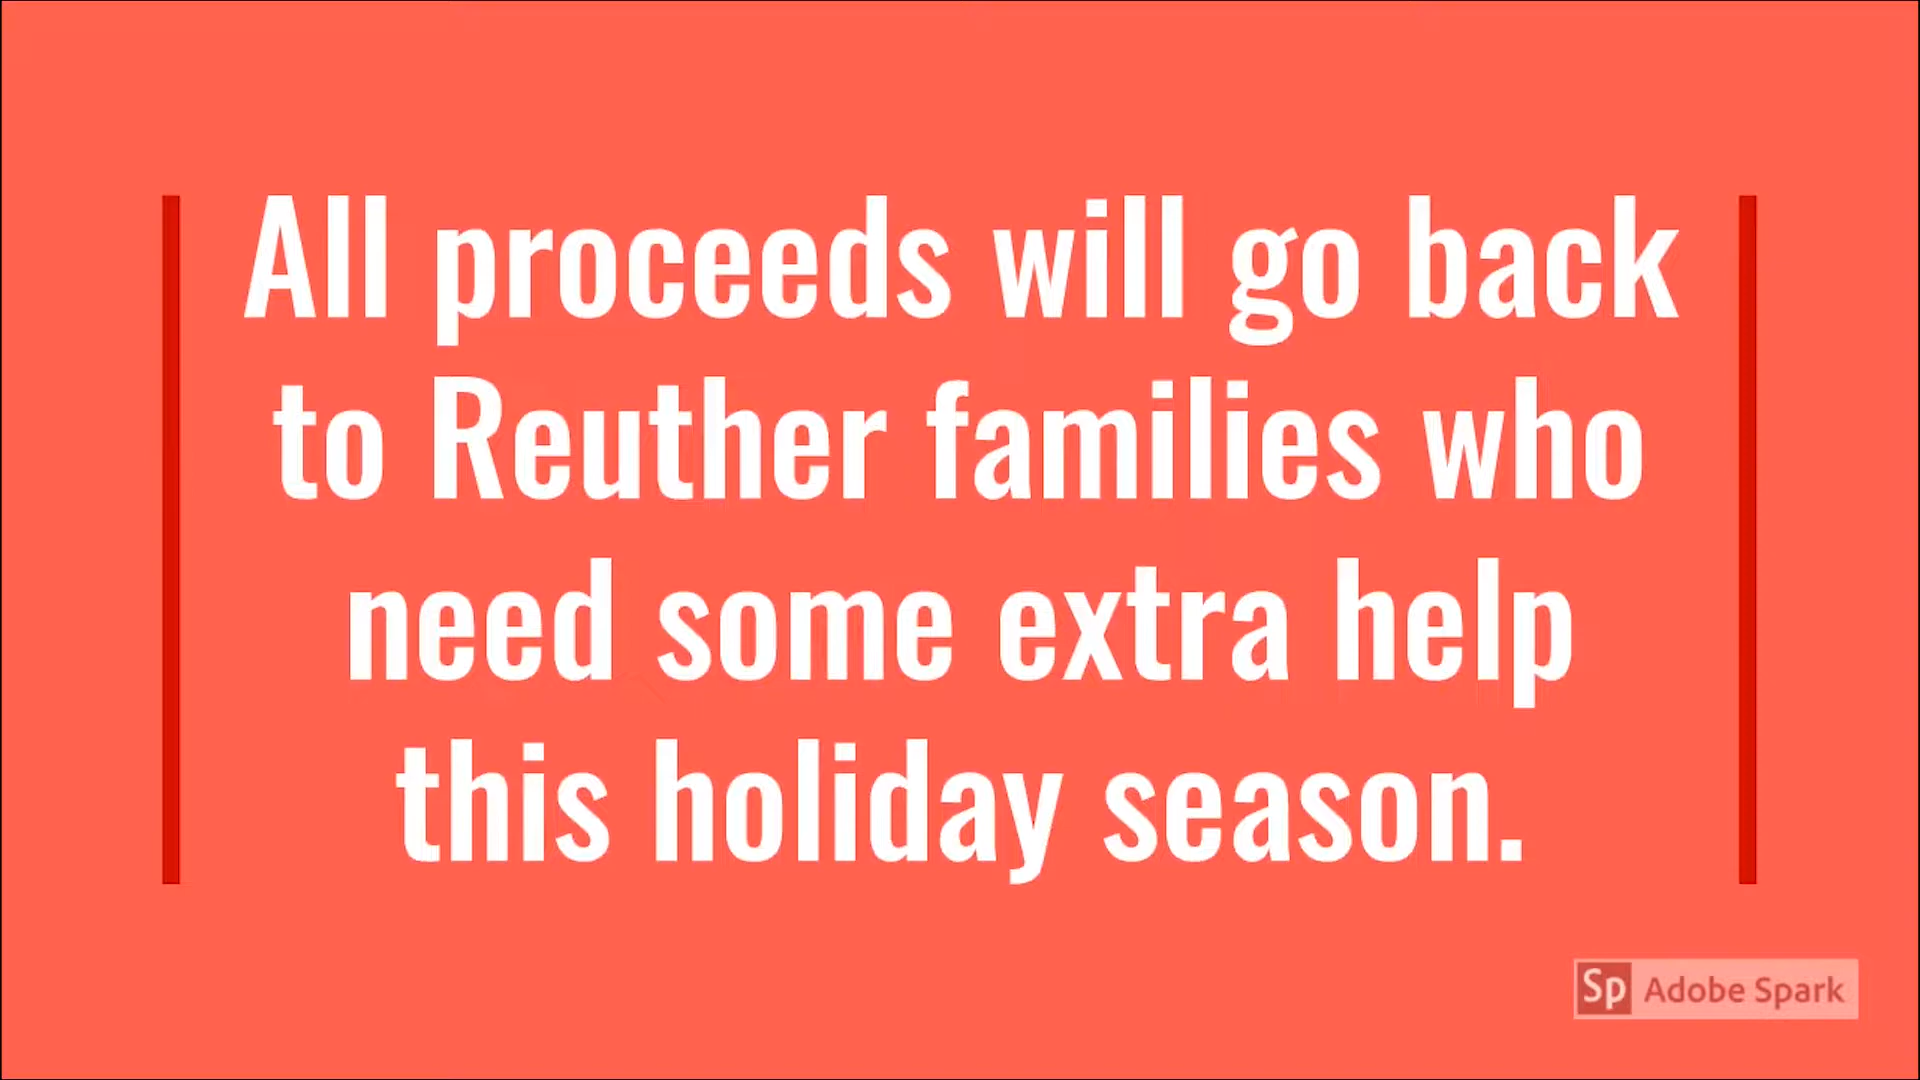 All proceeds will go back
to Reuther families who
need some extra help
this holiday season.
Sp Adobe Spark